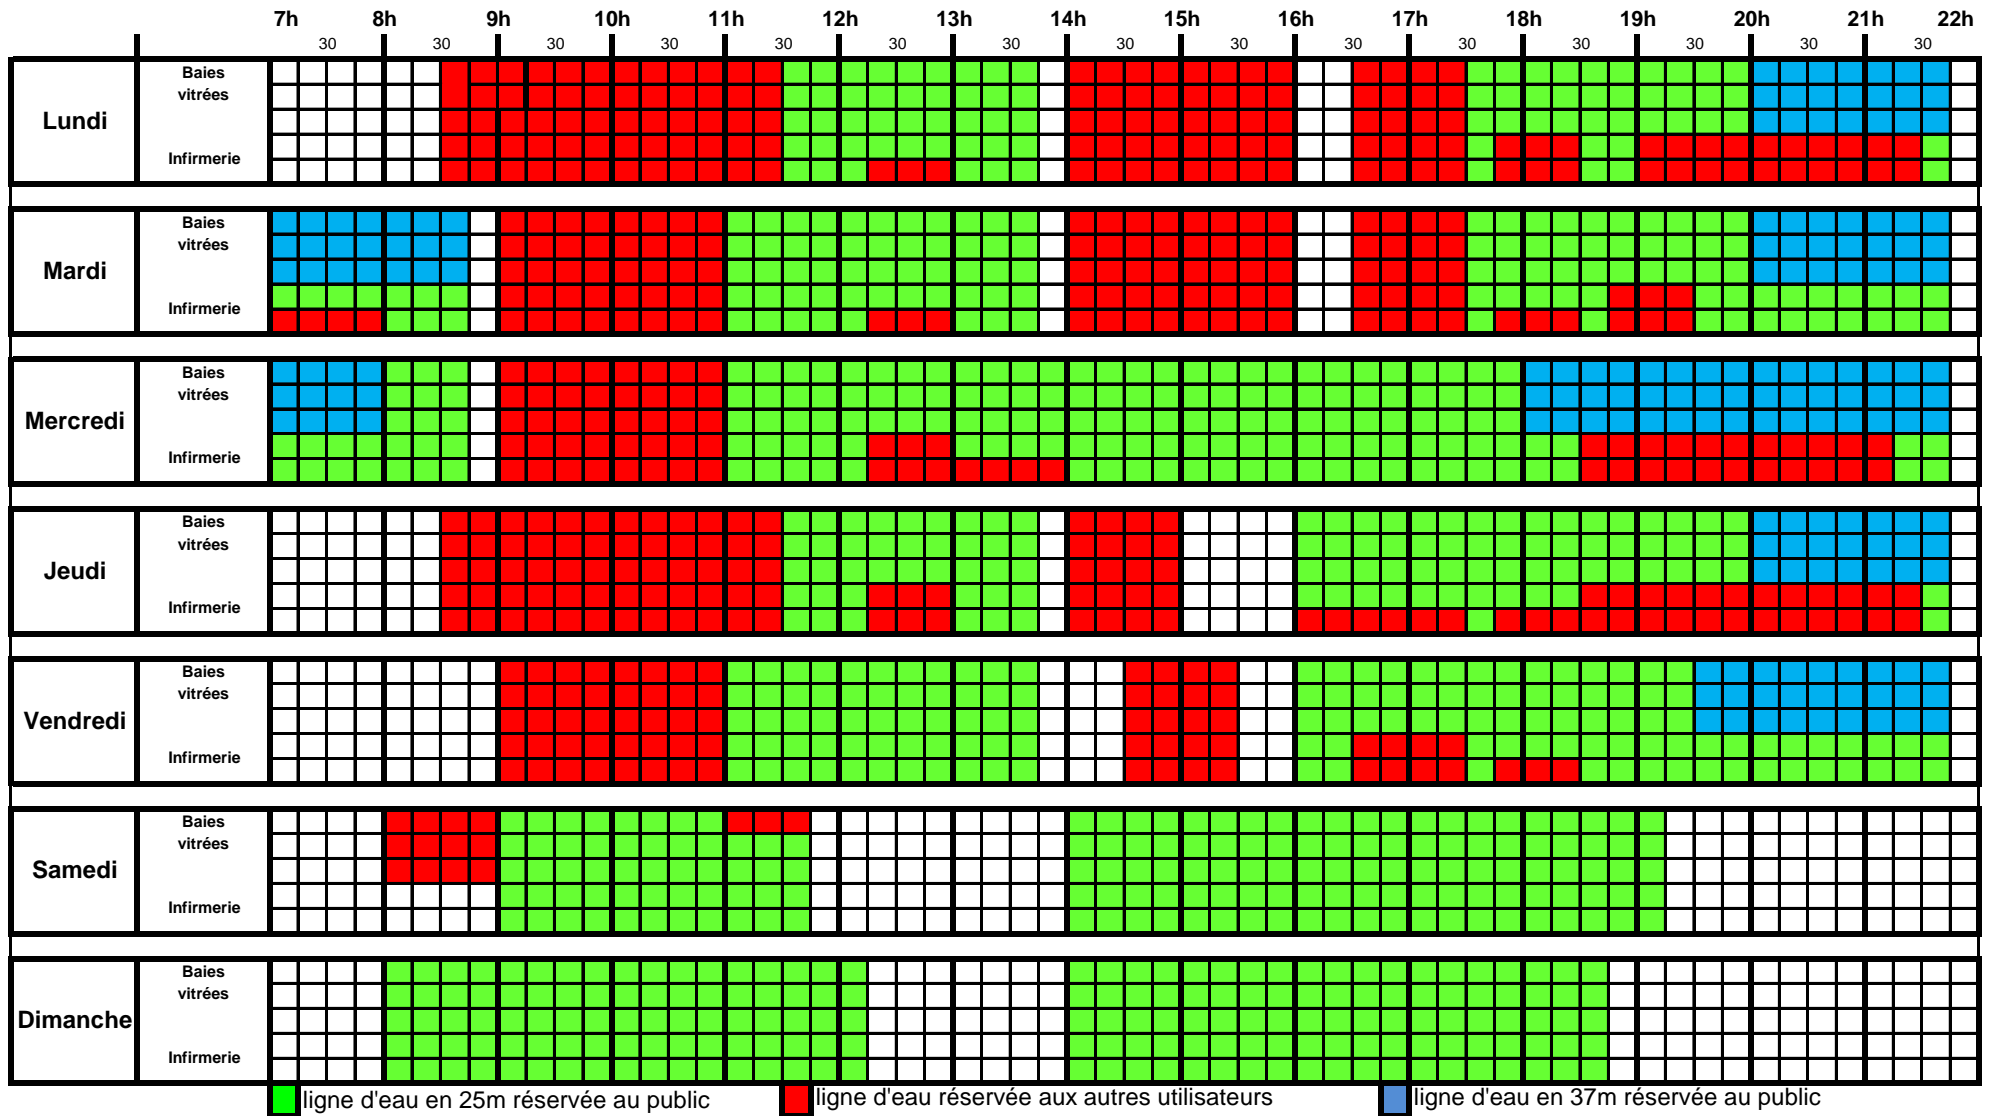 7h 8h 9h 10h 11h 12h 13h 14h 15h 16h 17h 18h 19h 20h 21h 22h
30 30 30 30 30 30 30 30 30 30 30 30 30 30 30
Baies
vitrées
Lundi
Infirmerie
Baies
vitrées
Mardi
Infirmerie
Baies
vitrées
Mercredi
Infirmerie
Baies
vitrées
Jeudi
Infirmerie
Baies
vitrées
Vendredi
Infirmerie
Baies
vitrées
Samedi
Infirmerie
Baies
vitrées
Dimanche
Infirmerie
ligne d'eau en 25m réservée au public ligne d'eau réservée aux autres utilisateurs ligne d'eau en 37m réservée au public